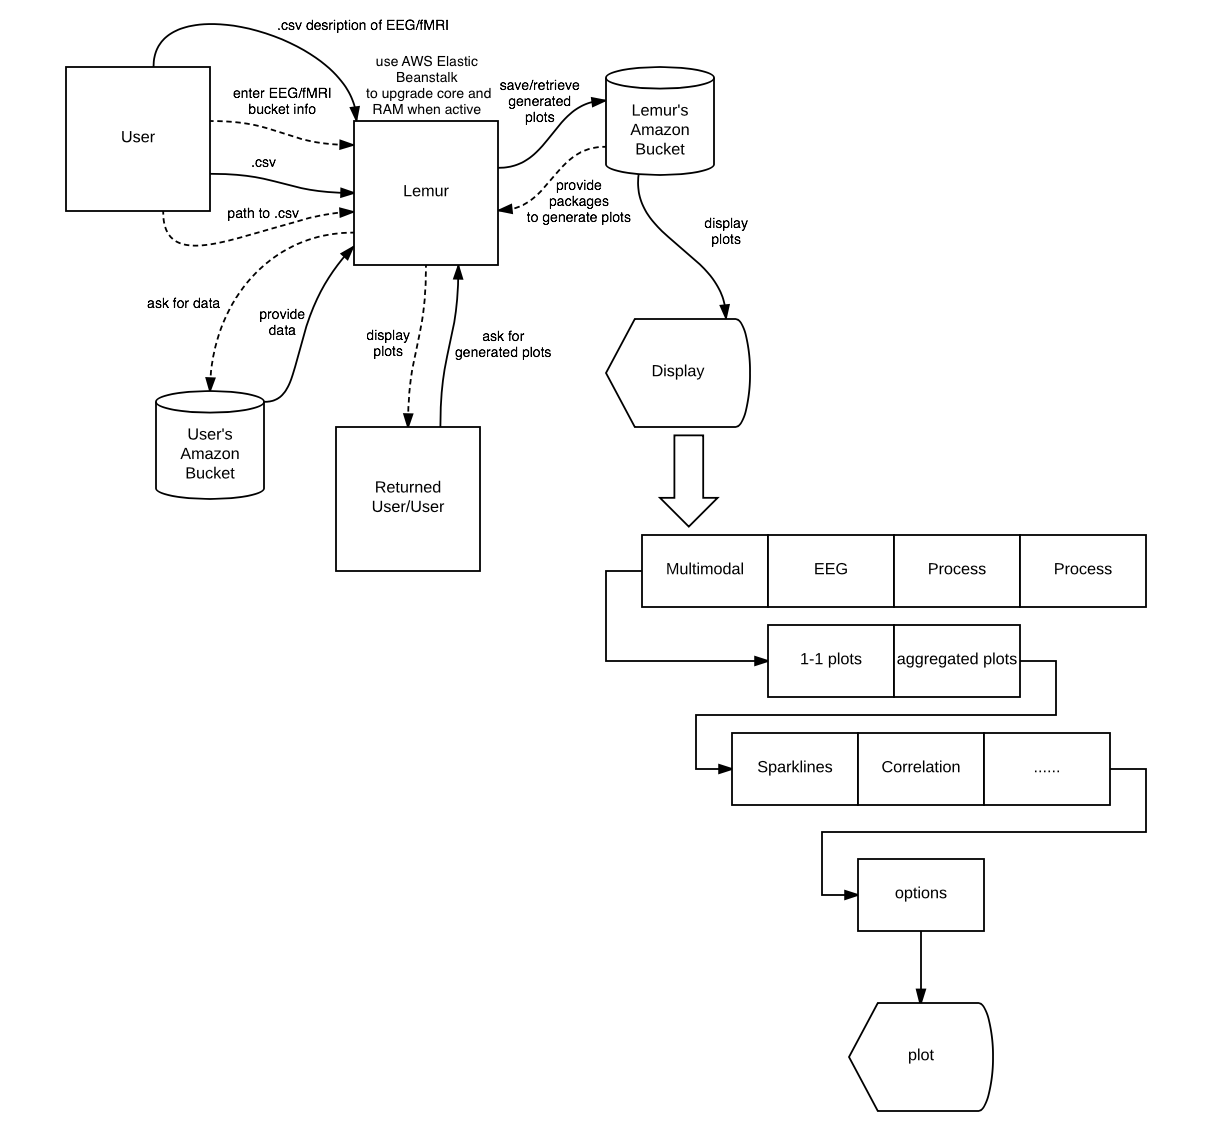 .csv desription of EEG/fMRI
use AWS Elastic
Beanstalk
to upgrade core and
RAM when active
enter EEG/fMRI
bucket info
save/retrieve
generated
plots
Lemur's
Amazon
Bucket
User
.csv
Lemur
provide
packages
to generate plots
path to .csv
display
plots
ask for data
provide
data
display
plots
ask for
generated plots
Display
User's
Amazon
Bucket
Returned
User/User
Multimodal
EEG
Process
Process
1-1 plots
aggregated plots
Sparklines
Correlation
......
options
plot